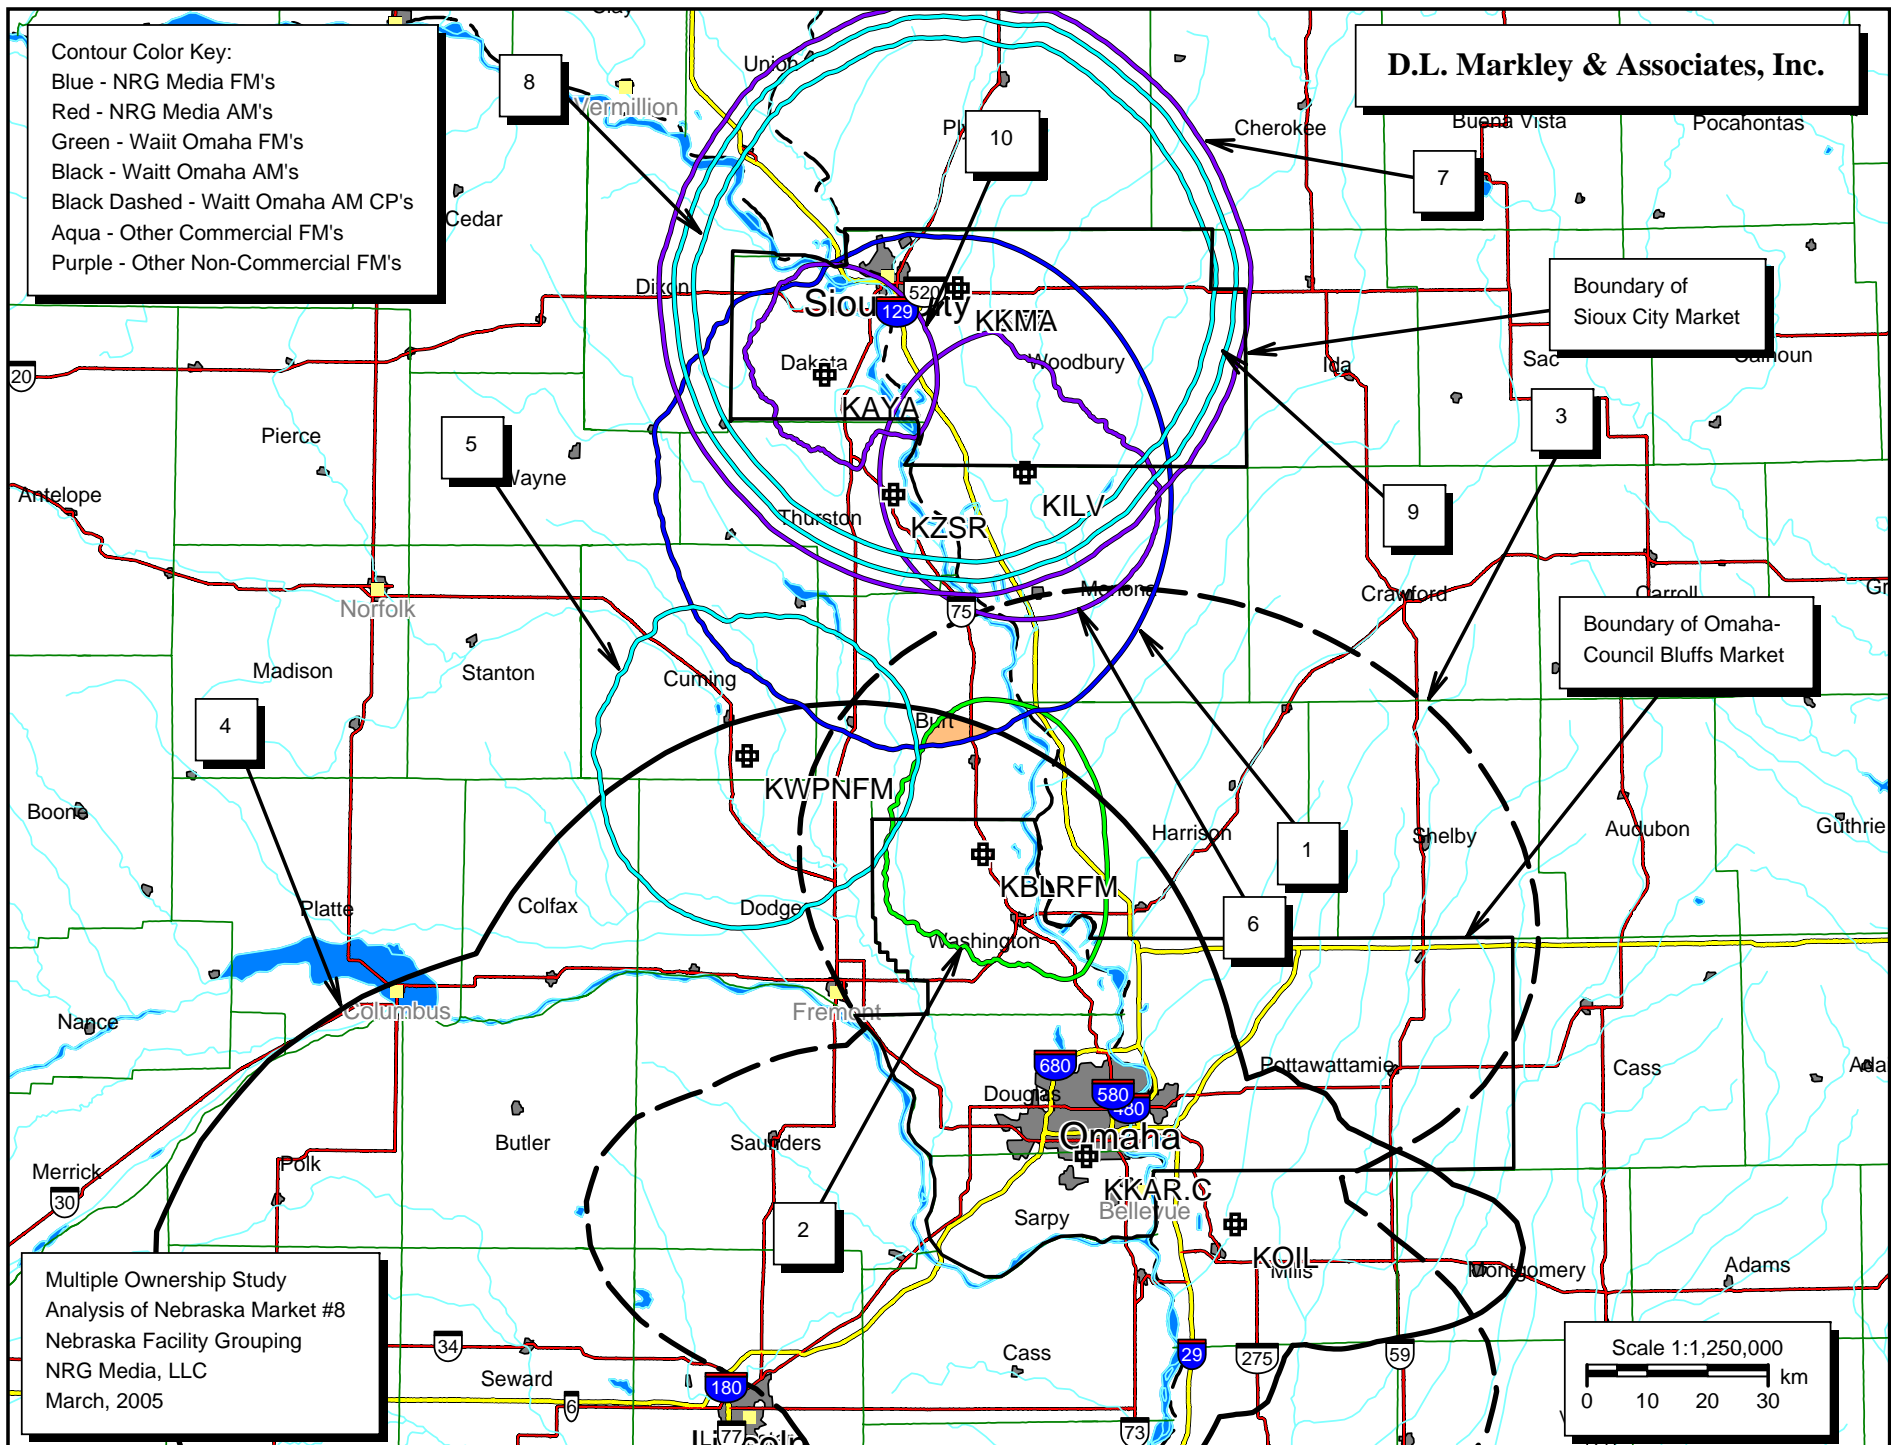 Contour Color Key:
Blue - NRG Media FM's
Red - NRG Media AM's
Green - Waiit Omaha FM's
Black - Waitt Omaha AM's
Black Dashed - Waitt Omaha AM CP's
Aqua - Other Commercial FM's
Purple - Other Non-Commercial FM's
D.L. Markley & Associates, Inc.
8
Union
Vermillion
10
Cherokee
Buena Vista
Pocahontas
7
Cedar
Dixon
Sioux City
520
129
KKMA
Boundary of
Sioux City Market
20
Dakota
Woodbury
Ida
Sac
Calhoun
KAYA
3
Pierce
5
Wayne
Antelope
Thurston
KZSR
KILV
9
Norfolk
75
Monona
Crawford
Carroll
Boundary of Omaha-
Council Bluffs Market
Madison
Stanton
Cuming
4
Burt
KWPNFM
Boone
Harrison
1
Shelby
Audubon
Guthrie
KBLRFM
Platte
Colfax
Dodge
6
Washington
Nance
Columbus
Fremont
680
Pottawattamie
Cass
Douglas
580
480
Butler
Saunders
Omaha
Merrick
Polk
30
KKAR.C
Bellevue
Sarpy
2
KOIL
Mills
Montgomery
Adams
Multiple Ownership Study
Analysis of Nebraska Market #8
Nebraska Facility Grouping
NRG Media, LLC
March, 2005
34
Cass
29
275
59
Scale 1:1,250,000
km
0 10 20 30
Seward
180
6
77
73
Lincoln